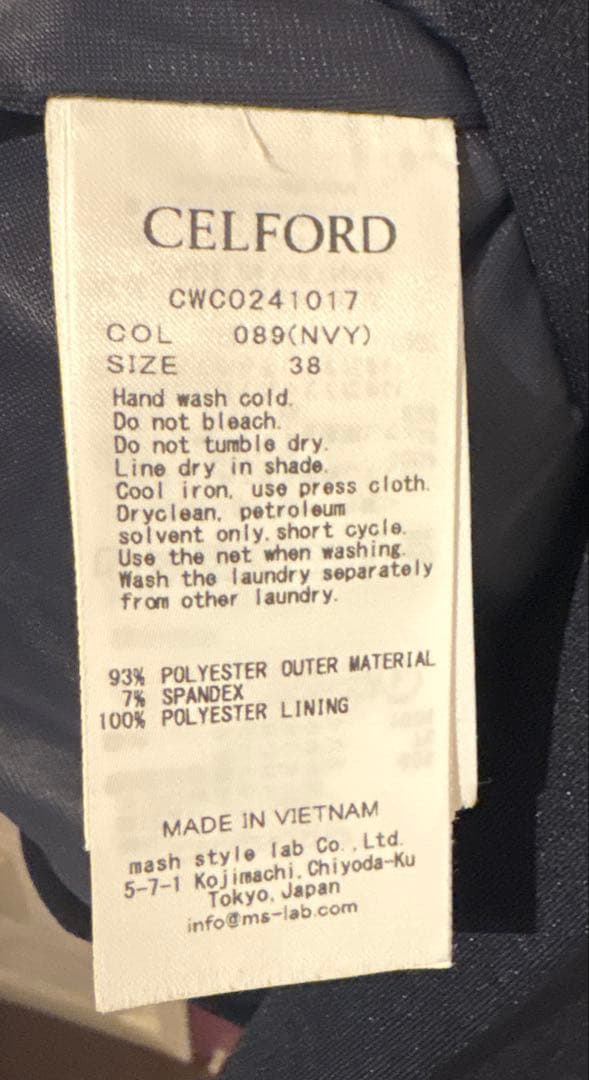 CELFORD
CWCO241017
COL 089(NVY)
SIZE 38
Hand wash cold.
Do not bleach.
Do not tumble dry.
Line dry in shade.
Cool iron, use press cloth.
Dryclean, petroleum
solvent only, short cycle.
Use the net when washing.
Wash the laundry separately
from other laundry.
93% POLYESTER OUTER MATERIAL
7% SPANDEX
100% POLYESTER LINING
MADE IN VIETNAM
mash style lab Co., Ltd.
5-7-1 Kojimachi, Chiyoda-Ku
Tokyo, Japan
info@ms-lab.com